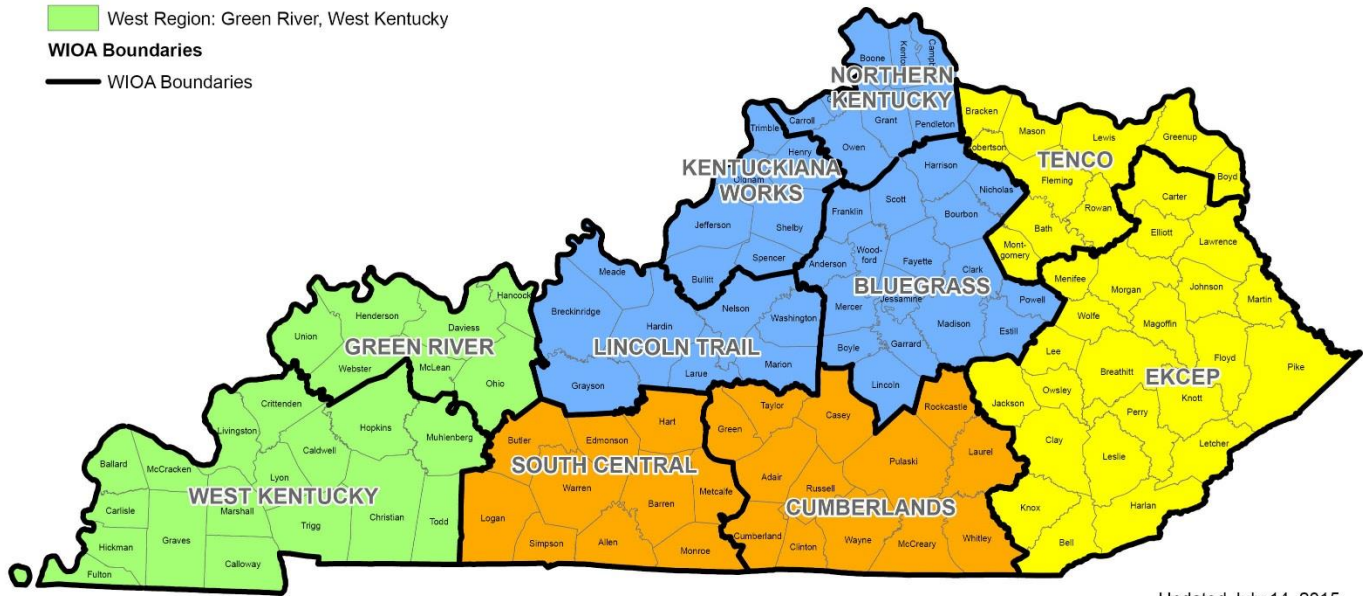 West Region: Green River, West Kentucky
WIOA Boundaries
WIOA Boundaries
Boone
NORTHERN
KENTUCKY
Carroll
Grant
Pendleton
Owen
Trimble
Henry
KENTUCKIANA
WORKS
Oldham
Jefferson
Shelby
Spencer
Bullitt
Bracken
Mason
Lewis
Greenup
Boyd
TENCO
Fleming
Rowan
Bath
Mont-
gomery
Harrison
Nicholas
Scott
Franklin
Bourbon
Wood-
ford
Anderson
Fayette
Clark
BLUEGRASS
Jessamine
Mercer
Powell
Madison
Estill
Boyle
Garrard
Lincoln
Carter
Elliott
Lawrence
Menifee
Morgan
Johnson
Martin
Wolfe
Magoffin
Floyd
Pike
Lee
Breathitt
EKCEP
Owsley
Knott
Jackson
Perry
Clay
Letcher
Leslie
Knox
Harlan
Bell
Meade
Breckinridge
Nelson
Hardin
Washington
LINCOLN TRAIL
Grayson
Larue
Marion
Hancock
Henderson
Daviess
Union
GREEN RIVER
Webster
McLean
Ohio
Crittenden
Livingston
Hopkins
Muhlenberg
Caldwell
Ballard
McCracken
Lyon
WEST KENTUCKY
Carlisle
Marshall
Graves
Trigg
Christian
Todd
Hickman
Calloway
Fulton
Butler
Edmonson
Hart
SOUTH CENTRAL
Warren
Metcalfe
Barren
Logan
Simpson
Allen
Monroe
Taylor
Green
Casey
Rockcastle
Pulaski
Laurel
Adair
Russell
CUMBERLANDS
Cumberland
Clinton
Wayne
McCreary
Whitley